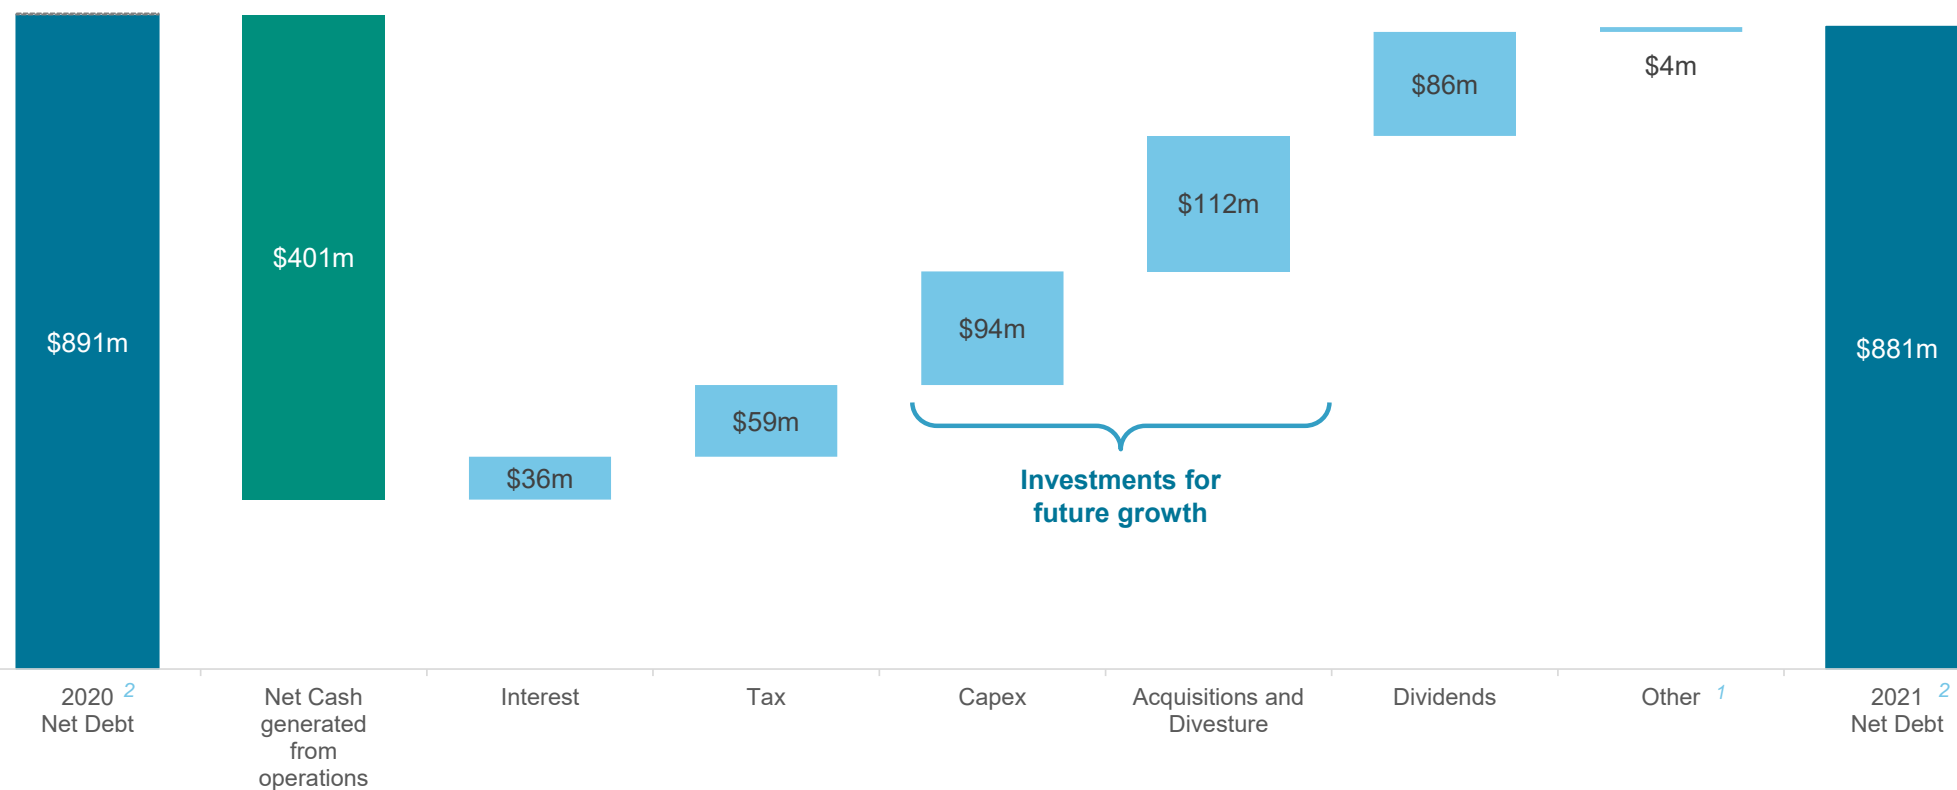 $891m
$401m
$36m
$59m
$94m
$112m
$86m
$4m
$881m
Investments for
future growth
2020 2
Net Debt
Net Cash
generated
from
operations
Interest
Tax
Capex
Acquisitions and
Divesture
Dividends
Other 1
2021 2
Net Debt